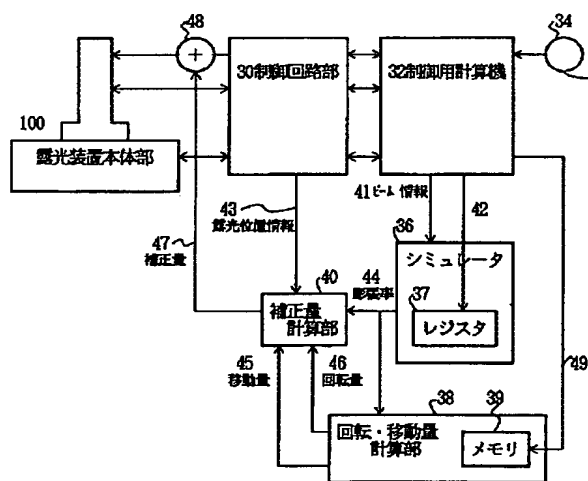 48
34
+
30制御回路部
32制御用計算機
100
露光装置本体部
43
露光位置情報
41ビーム 情報
42
47
補正量
36
シミュレータ
40
44
膨張率
37
補正量
計算部
レジスタ
45
移動量
46
回転量
49
38
39
回転・移動量
計算部
メモリ